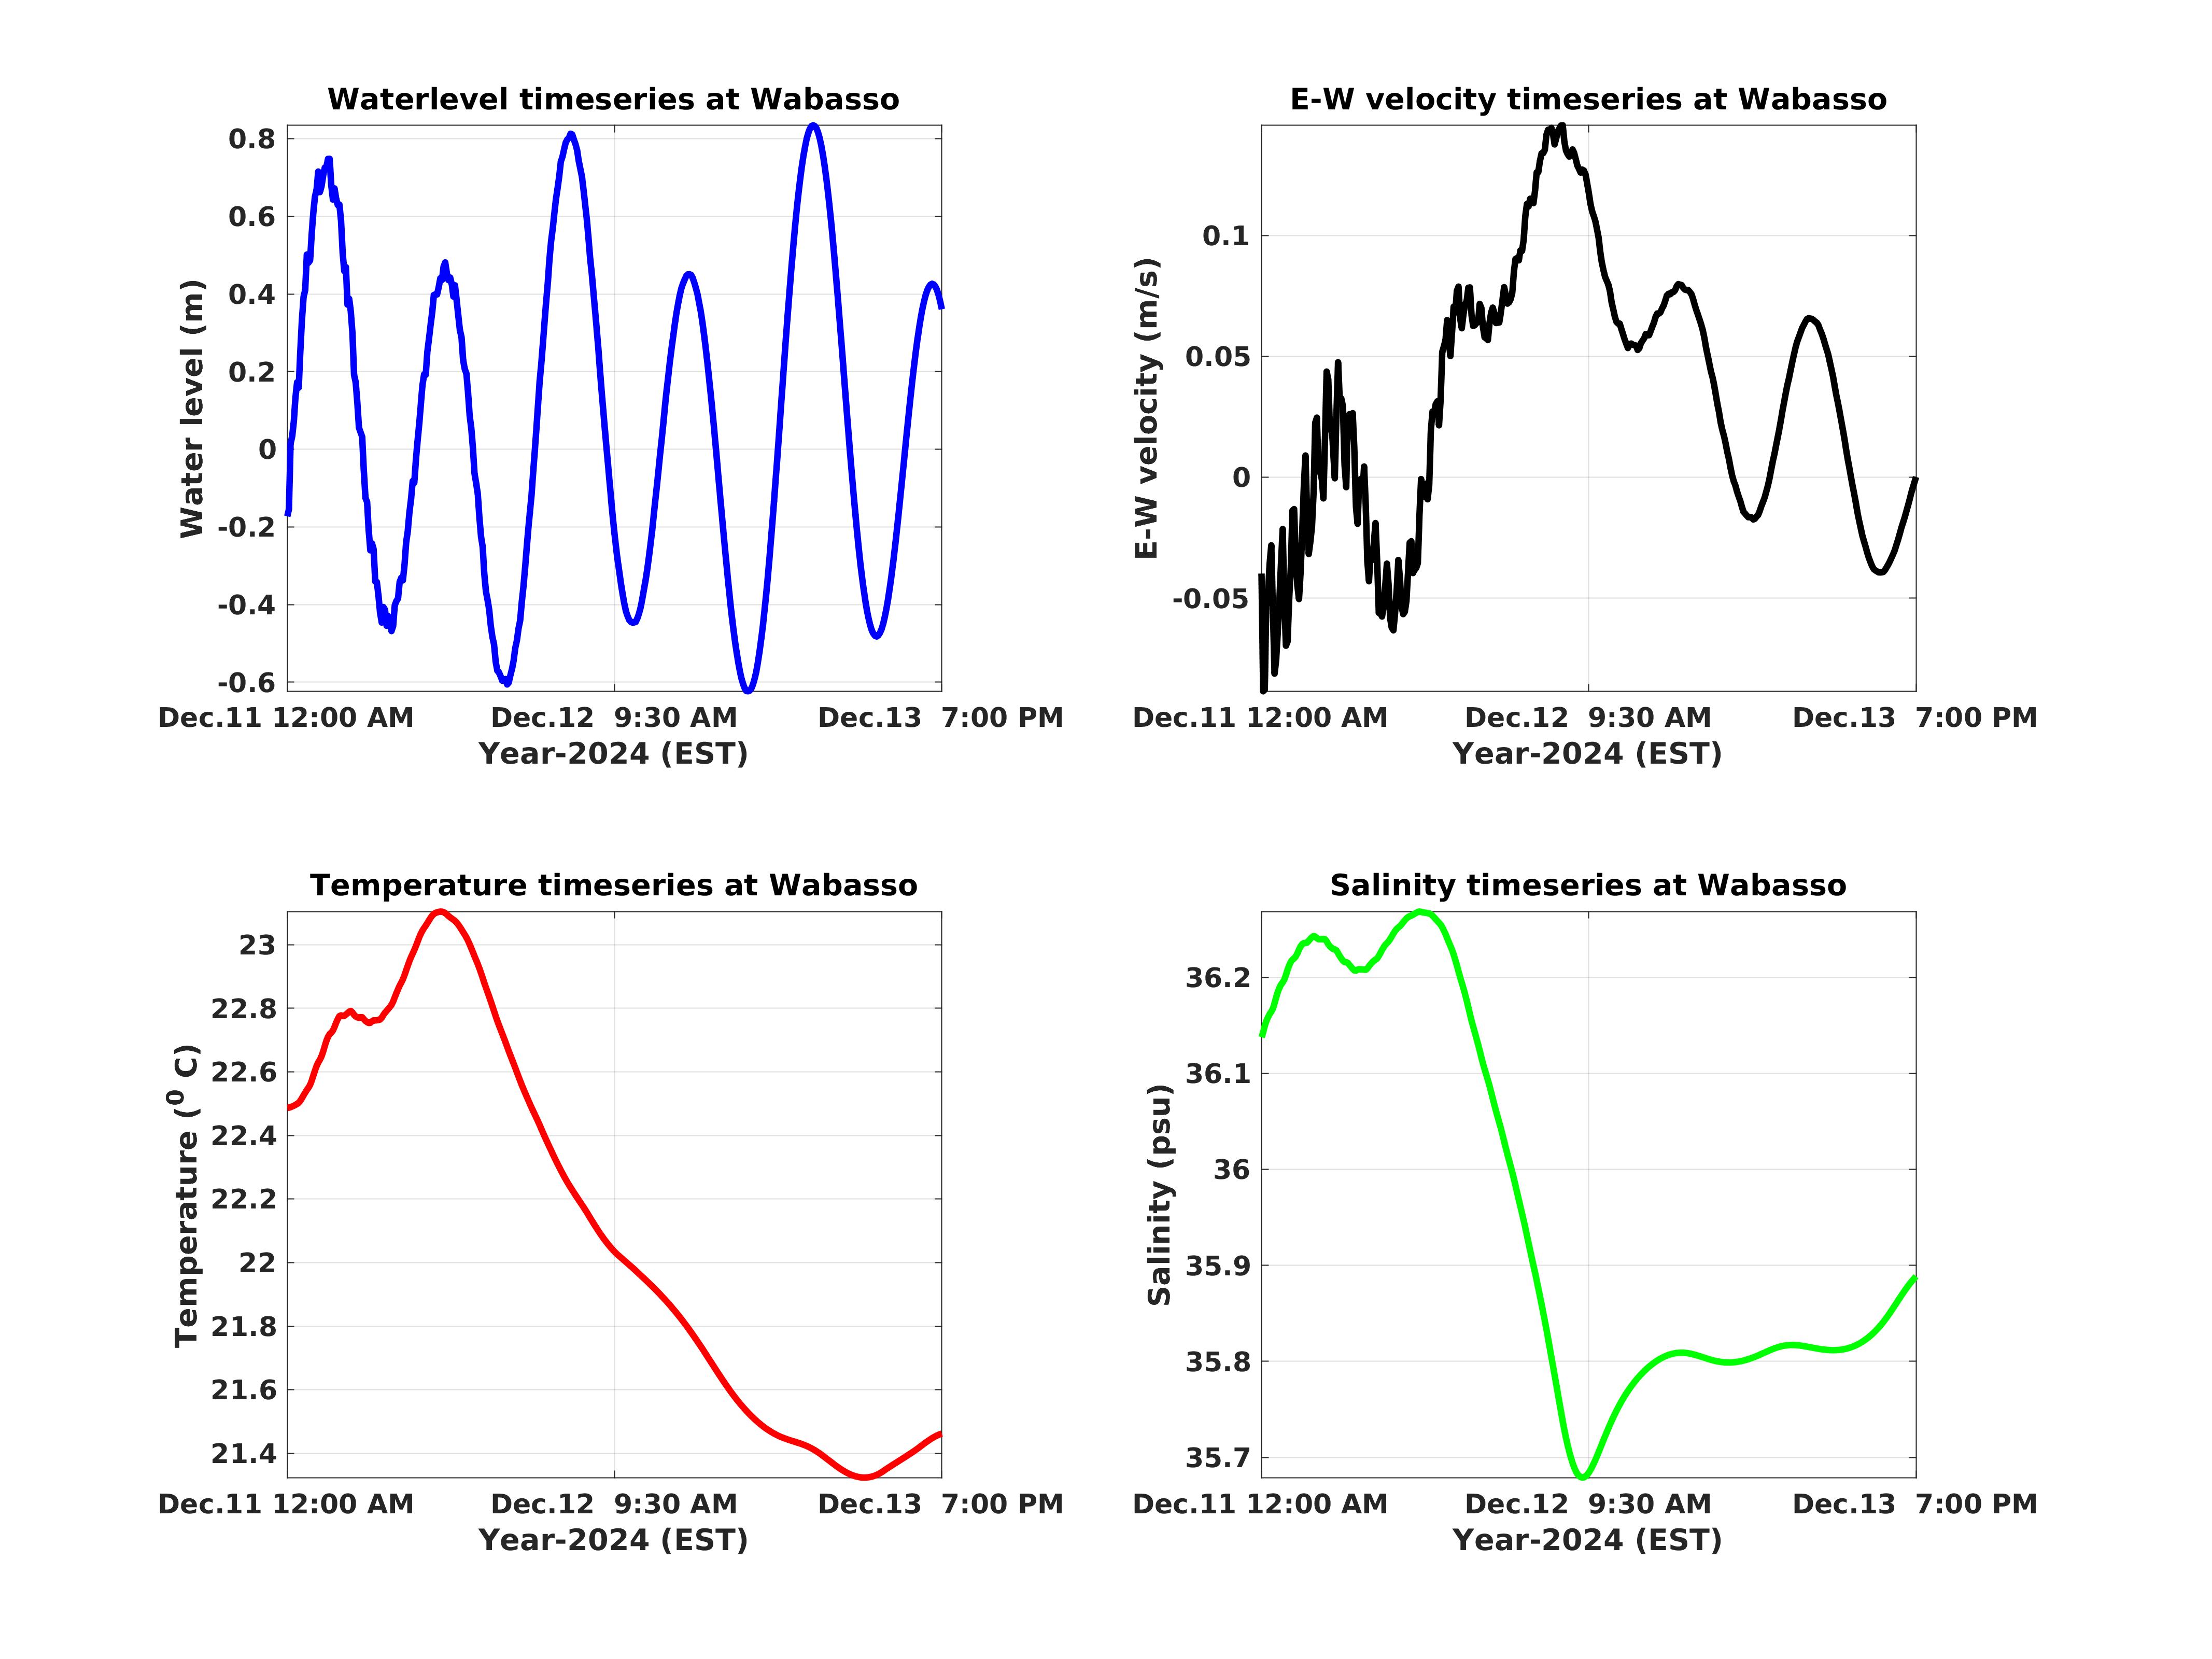 Waterlevel timeseries at Wabasso
Water level (m)
0.8
0.6
0.4
0.2
0
-0.2
-0.4
-0.6
Dec.11 12:00 AM
Dec.12 9:30 AM
Dec.13 7:00 PM
Year-2024 (EST)
E-W velocity timeseries at Wabasso
E-W velocity (m/s)
0.1
0.05
0
-0.05
Dec.11 12:00 AM
Dec.12 9:30 AM
Dec.13 7:00 PM
Year-2024 (EST)
Temperature timeseries at Wabasso
Temperature (⁰ C)
23
22.8
22.6
22.4
22.2
22
21.8
21.6
21.4
Dec.11 12:00 AM
Dec.12 9:30 AM
Dec.13 7:00 PM
Year-2024 (EST)
Salinity timeseries at Wabasso
Salinity (psu)
36.2
36.1
36
35.9
35.8
35.7
Dec.11 12:00 AM
Dec.12 9:30 AM
Dec.13 7:00 PM
Year-2024 (EST)